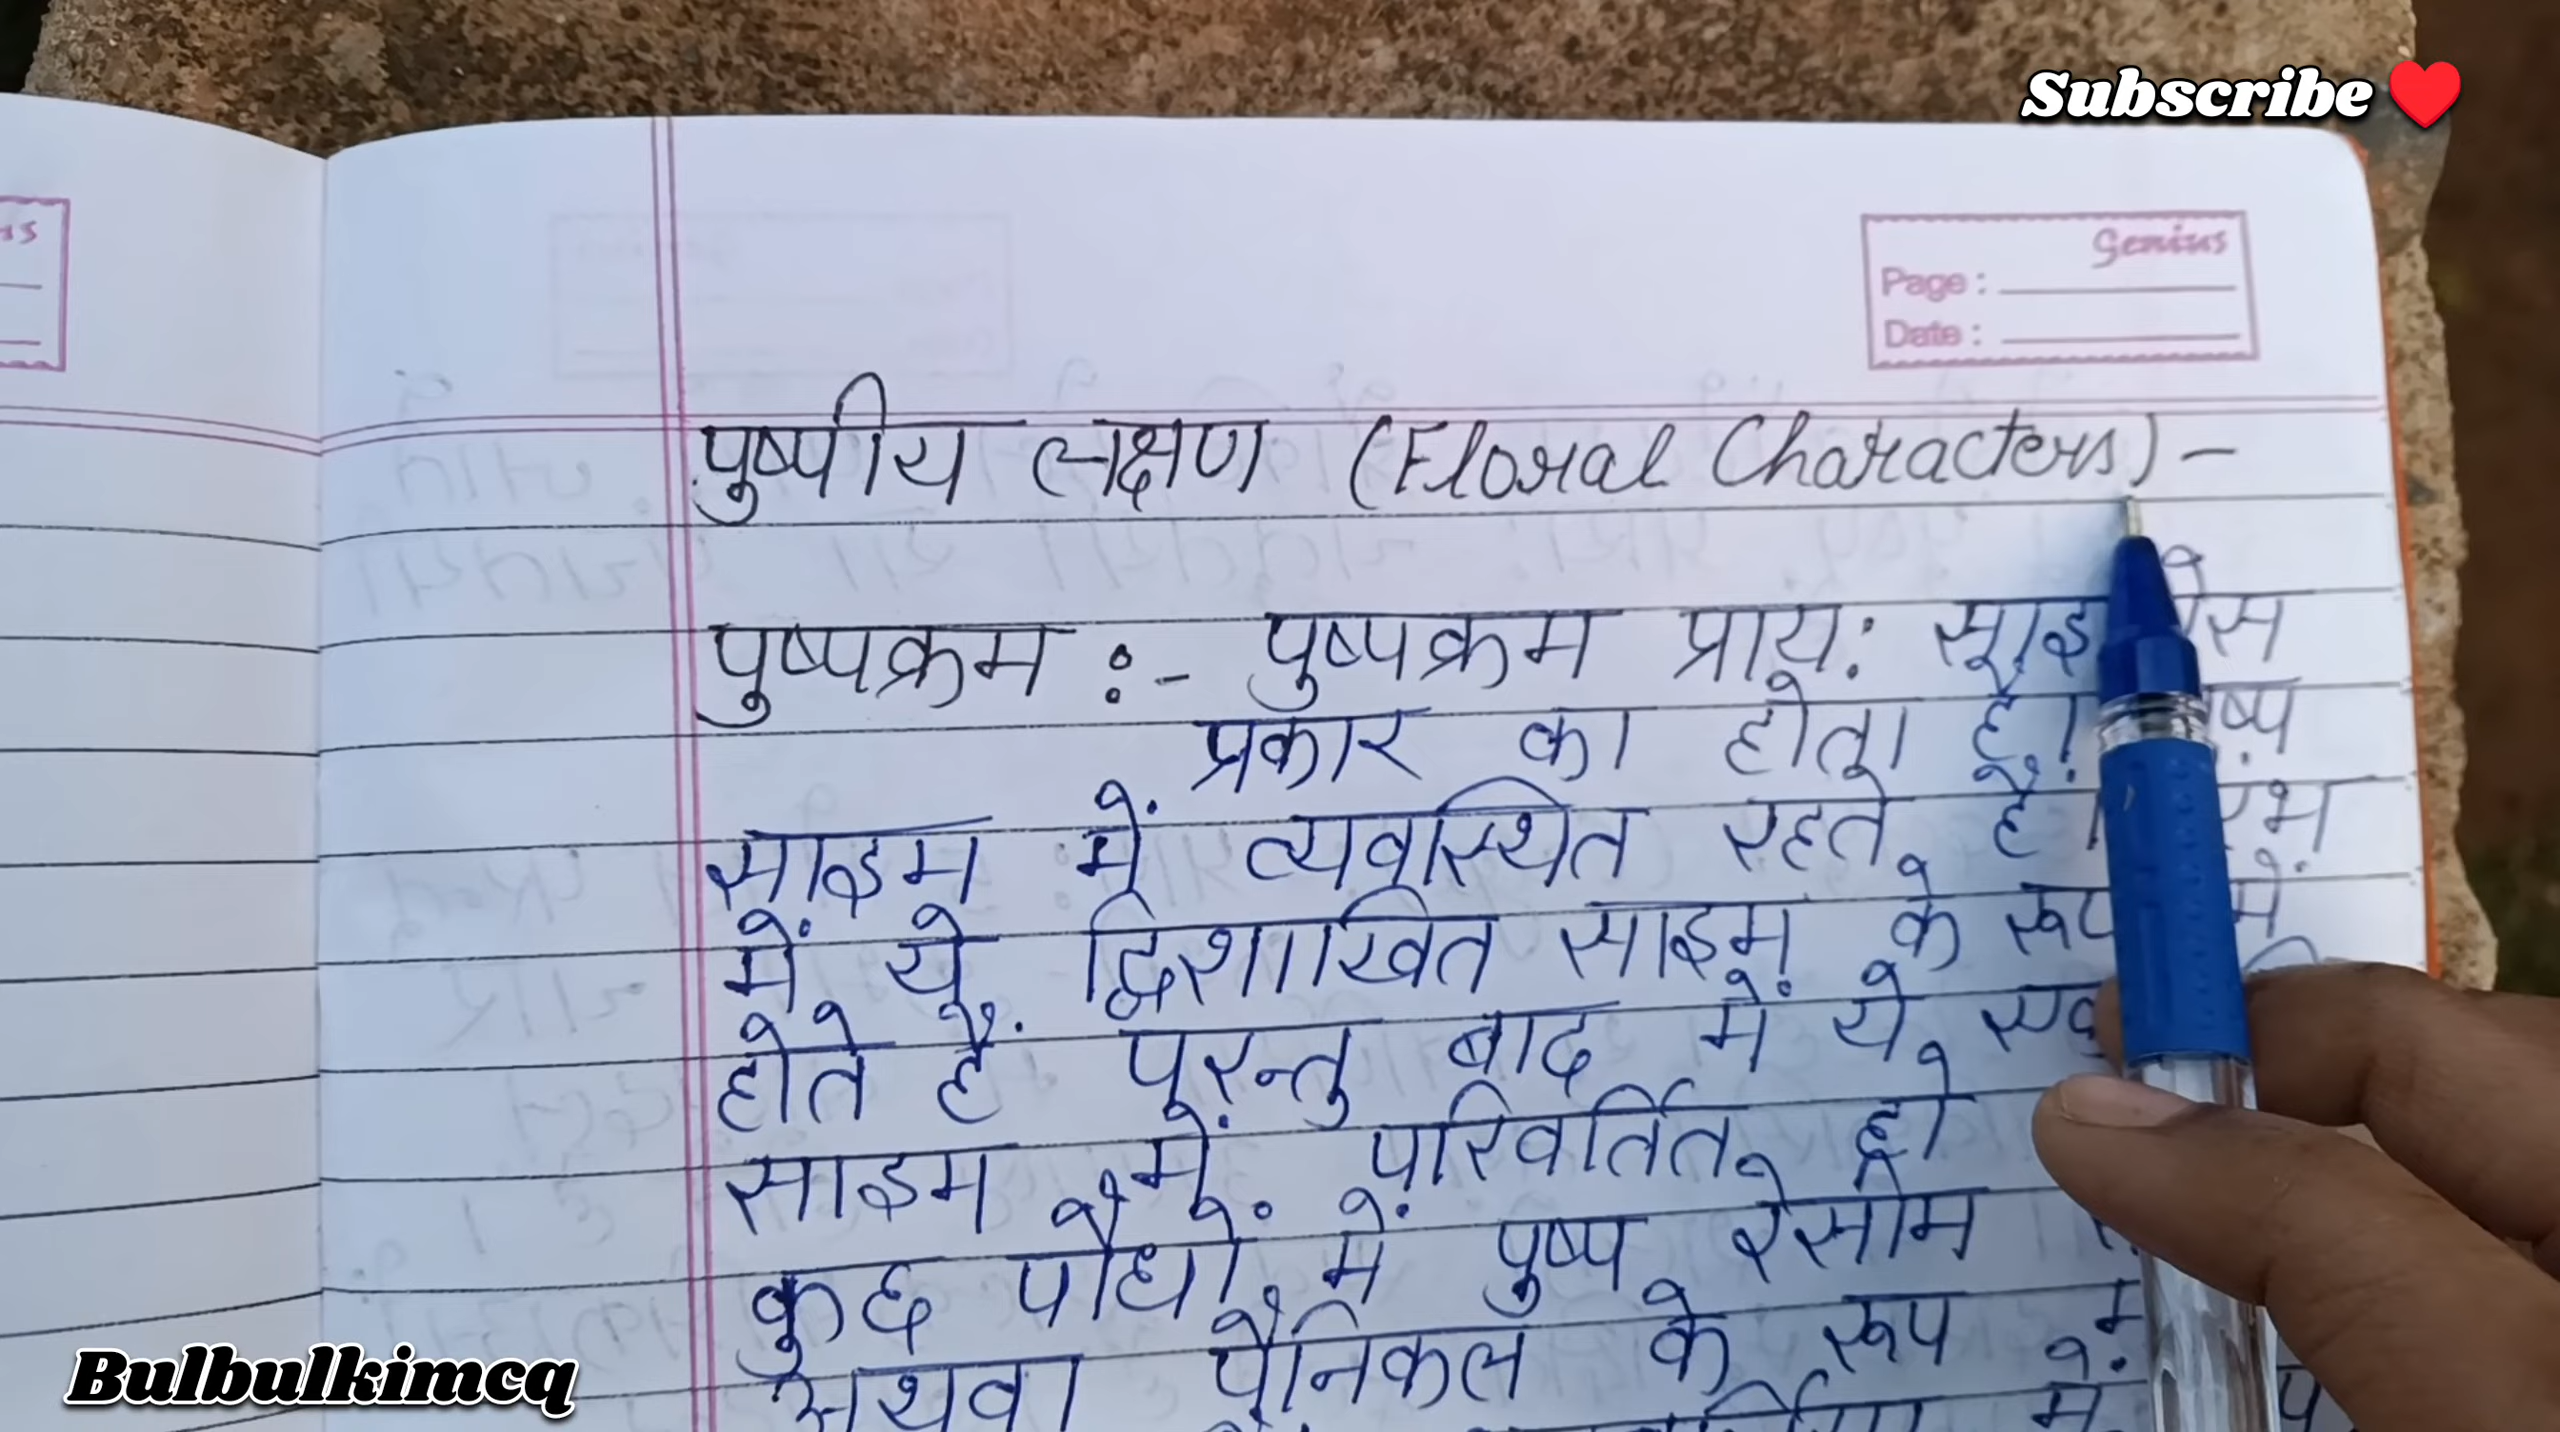 Subscribe
Genius
Page :
Date :
पुष्पीय लक्षण (Floral Characters) -
पुष्पक्रम :- पुष्पक्रम प्रायः
प्रकार का होता है।
साइम में व्यवस्थित रहते हैं।
में ये द्विशाखित साइम के रूप में
होते हैं परन्तु बाद में ये
साइम में परिवर्तित हो
कुछ पौधों में पुष्प रेसीम
अथवा पैनिकल के रूप में
में
Bulbulkimcq